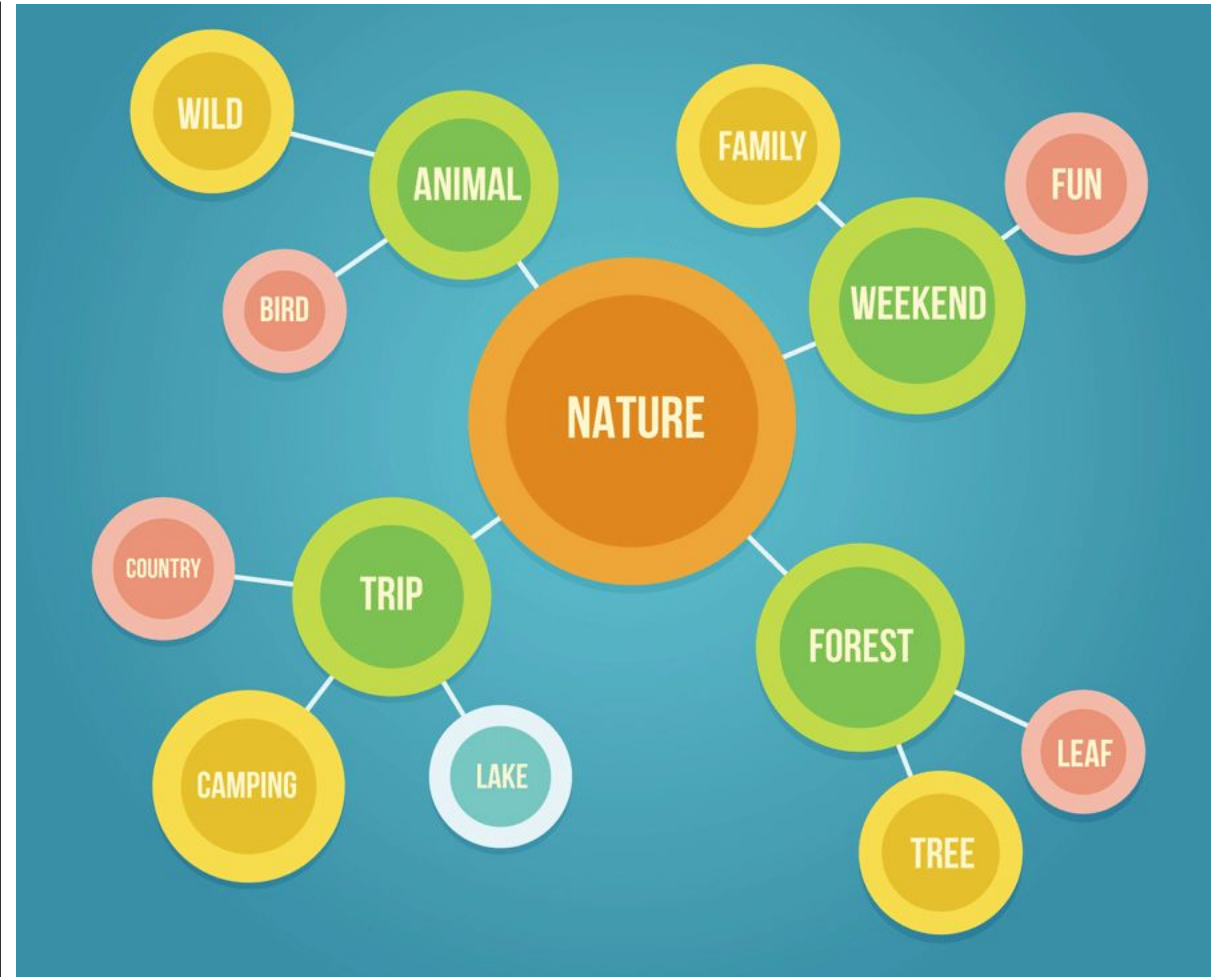 WILD
ANIMAL
BIRD
FAMILY
FUN
WEEKEND
NATURE
COUNTRY
TRIP
CAMPING
LAKE
FOREST
LEAF
TREE